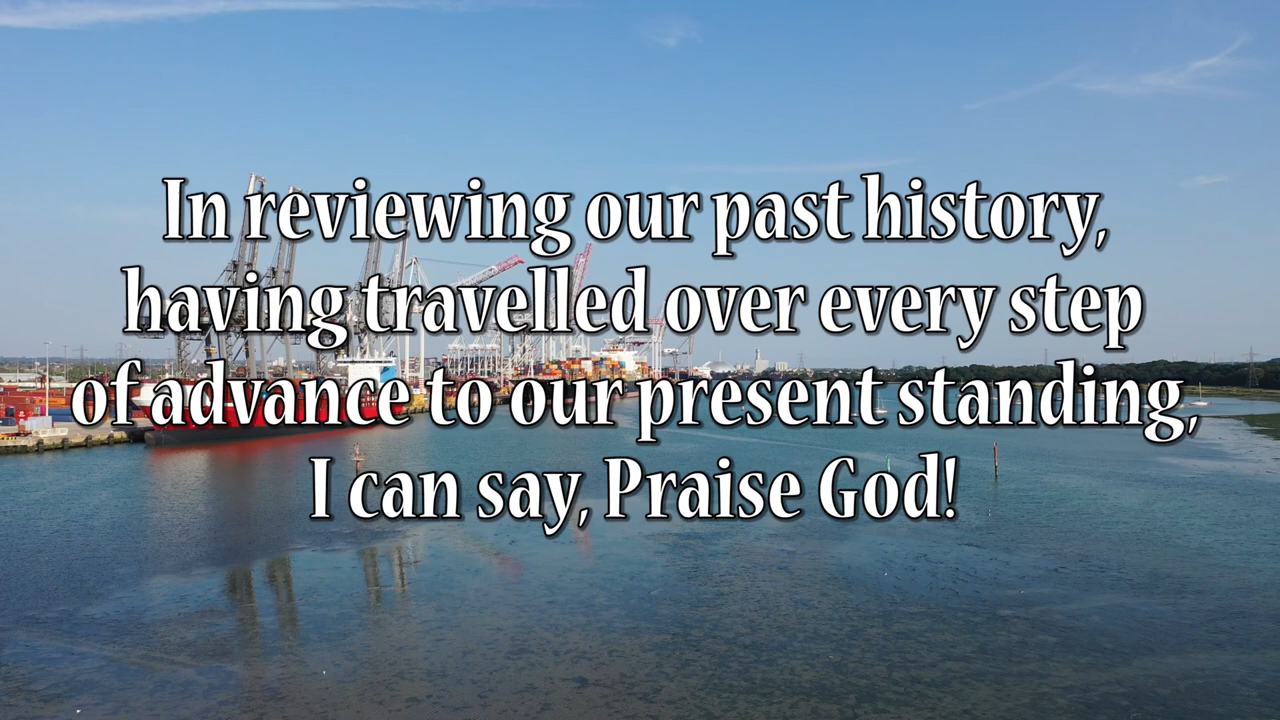 In reviewing our past history,
having travelled over every step
of advance to our present standing,
I can say, Praise God!